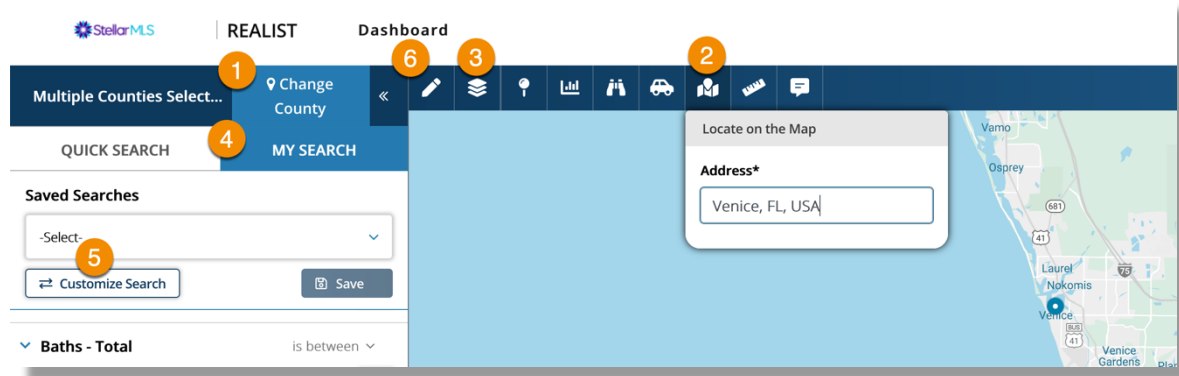 StellarMLS
REALIST
Dashboard
1
6
3
2
Multiple Counties Select...
Change
County
«
4
QUICK SEARCH
MY SEARCH
Saved Searches
-Select-
5
Customize Search
Save
Baths - Total
is between
Locate on the Map
Address*
Venice, FL, USA
Vamo
Osprey
681
41
Laurel
75
Nokomis
Venice
BUS
41
Venice
Gardens